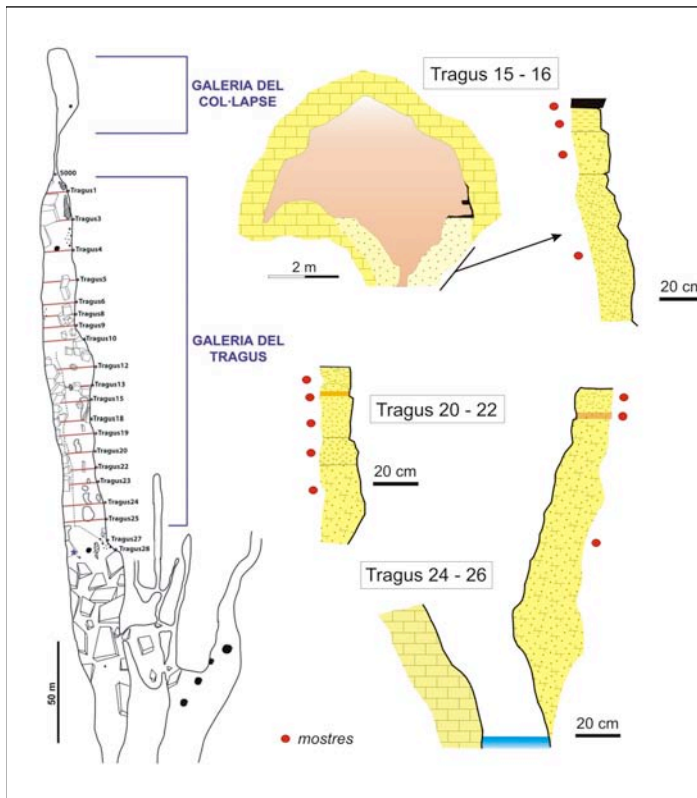 GALERIA DEL
COL·LAPSE
5000
Tragus1
Tragus3
Tragus4
Tragus5
Tragus6
Tragus8
Tragus9
Tragus10
Tragus12
Tragus13
Tragus15
Tragus18
Tragus19
Tragus20
Tragus22
Tragus23
Tragus24
Tragus25
Tragus27
Tragus28
GALERIA DEL
TRAGUS
50 m
Tragus 15 - 16
2 m
20 cm
Tragus 20 - 22
20 cm
Tragus 24 - 26
20 cm
mostres